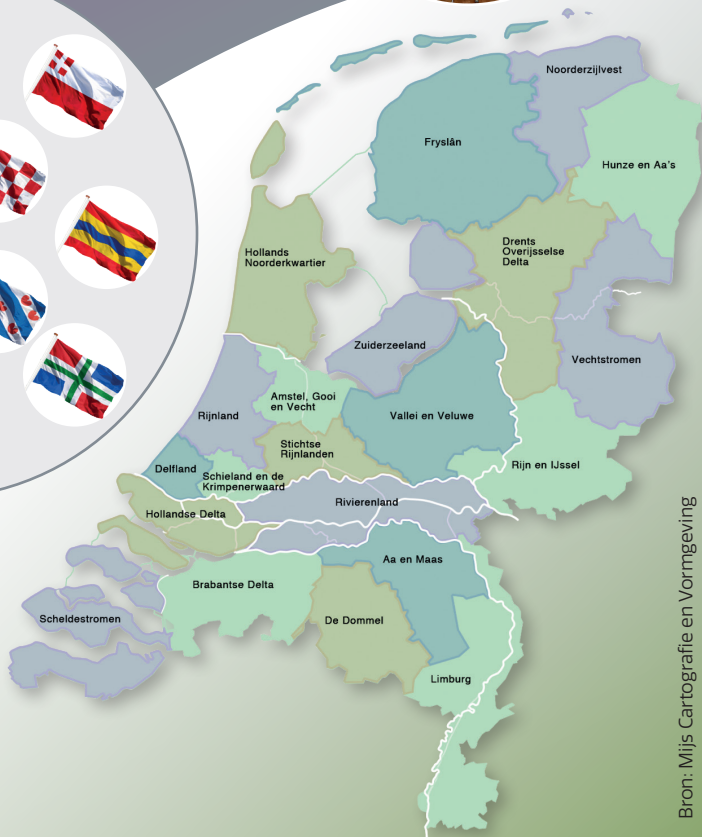 Noorderzijlvest
Fryslân
Hunze en Aa's
Hollands
Noorderkwartier
Drents
Overijsselse
Delta
Zuiderzeeland
Vechtstromen
Amstel, Gooi
en Vecht
Rijnland
Vallei en Veluwe
Stichtse
Rijnlanden
Delfland
Schieland en de
Krimpenerwaard
Rijn en IJssel
Rivierenland
Hollandse Delta
Aa en Maas
Brabantse Delta
Scheldestromen
De Dommel
Limburg
Bron: Mijs Cartografie en Vormgeving